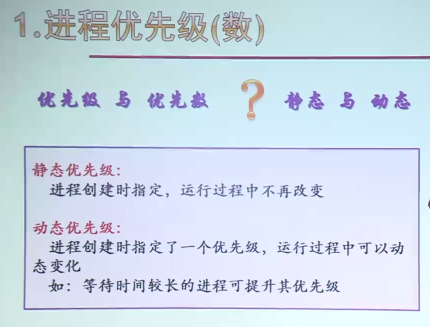 1.进程优先级(数)
优先级 与 优先数 ? 静态 与 动态
静态优先级：
进程创建时指定，运行过程中不再改变
动态优先级：
进程创建时指定了一个优先级，运行过程中可以动
态变化
如：等待时间较长的进程可提升其优先级